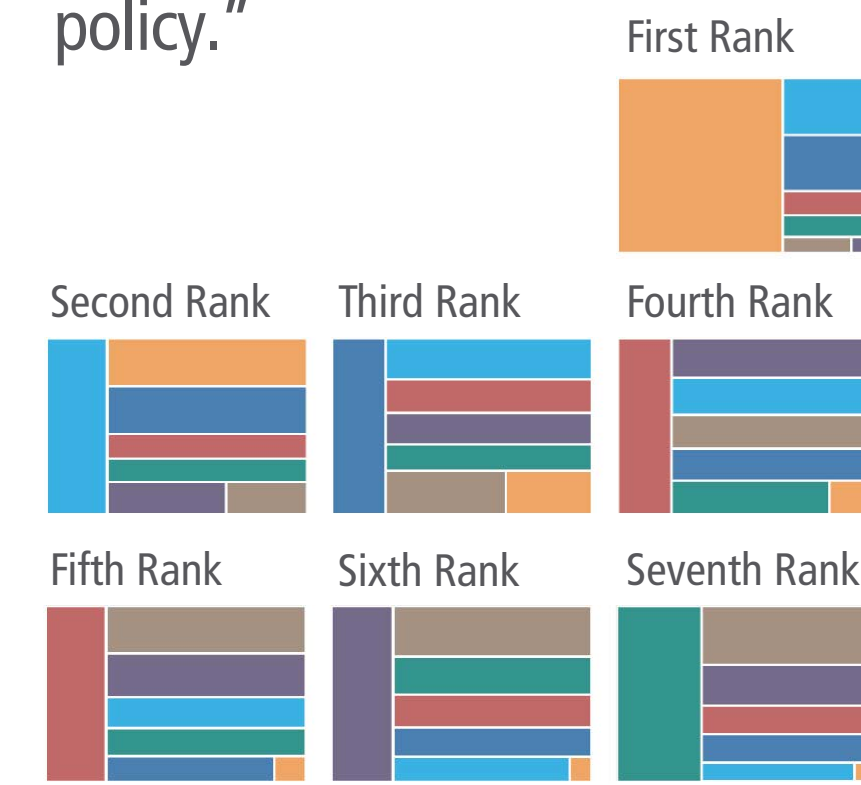 policy.”
First Rank
Second Rank
Third Rank
Fourth Rank
Fifth Rank
Sixth Rank
Seventh Rank